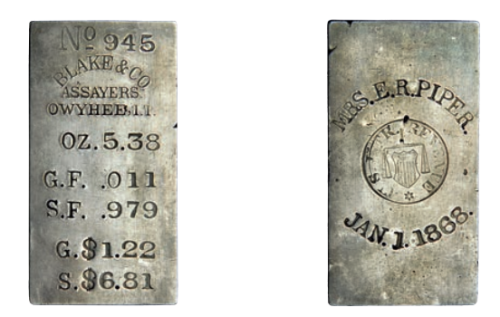 Nº 945
BLAKE & CO
ASSAYERS.
OWYHEE.I.T.
OZ.5.38
G.F. .011
S.F. .979
G.$1.22
S.$6.81
MRS.E.R.PIPER.
JAN.1.1868.